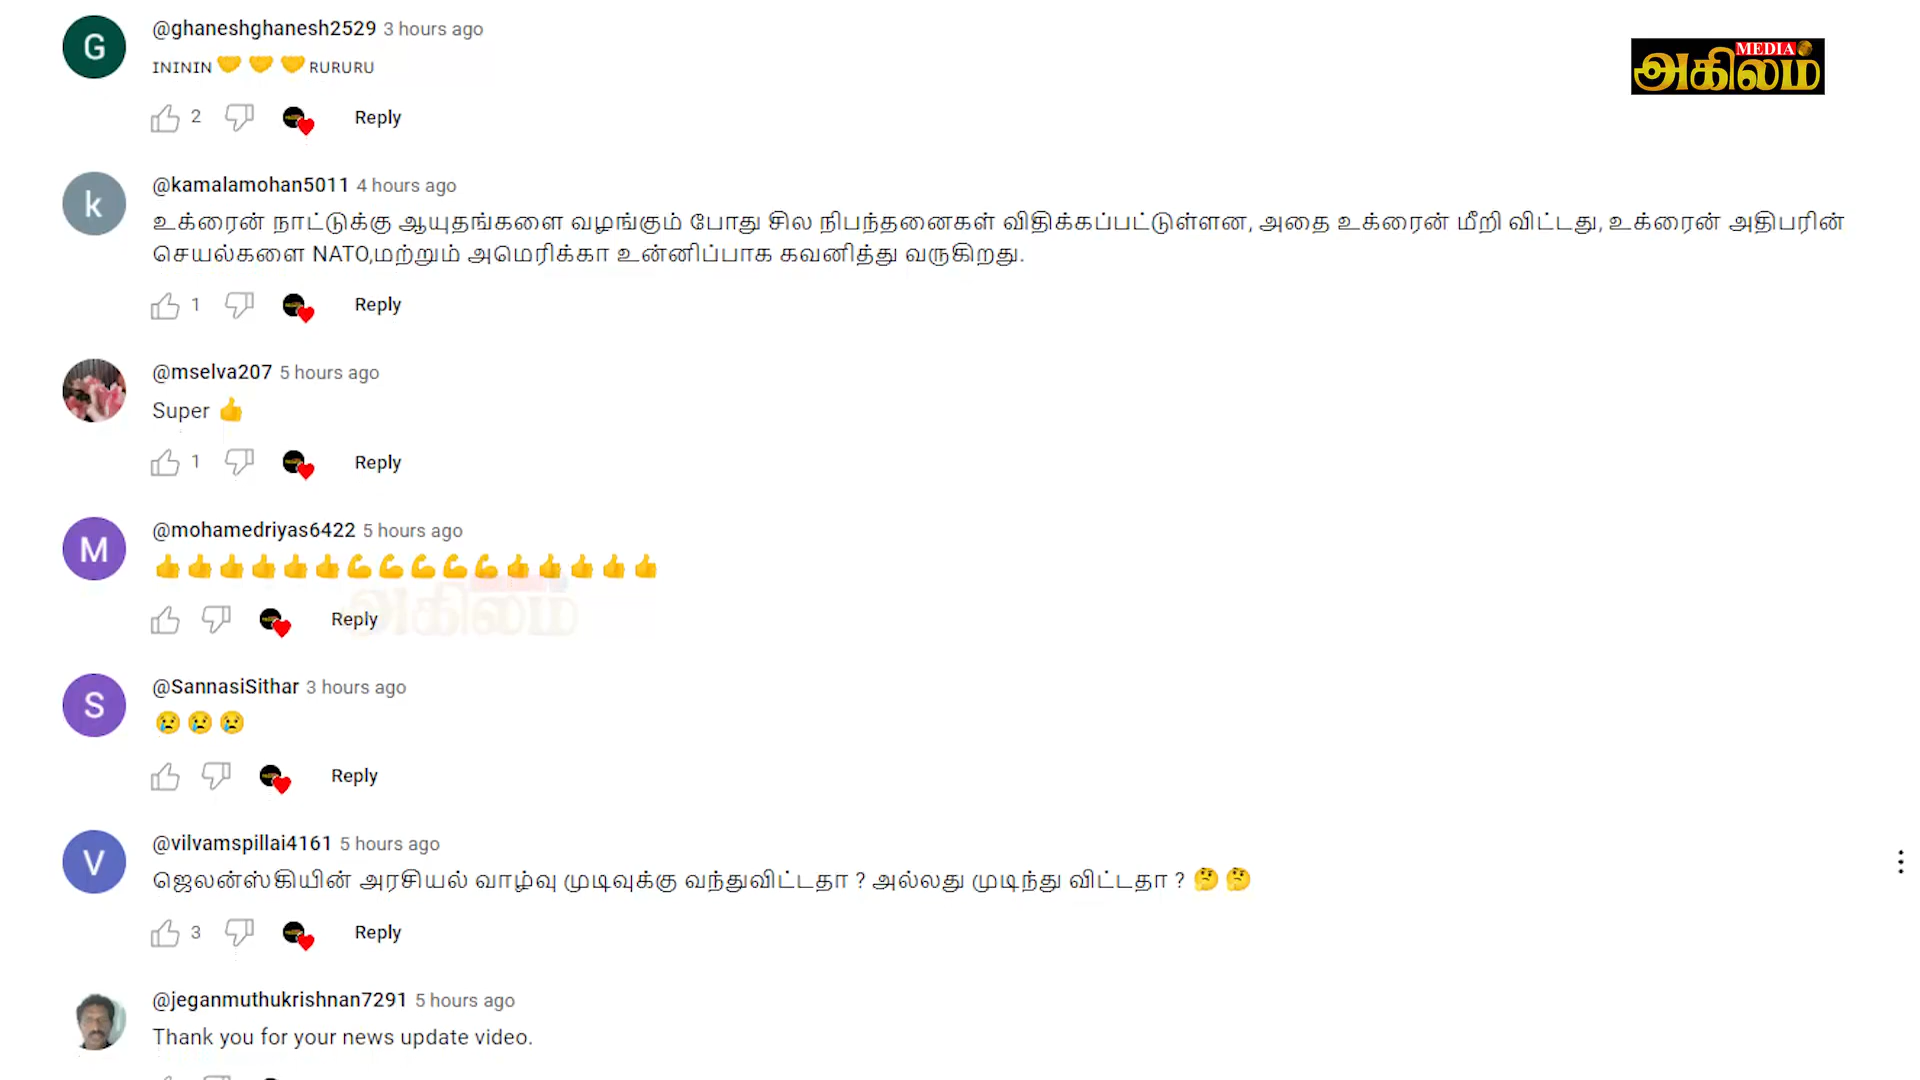 @ghaneshghanesh2529 3 hours ago
INININ🤝🤝🤝RURURU
2 Reply
MEDIA
அகிலம்
@kamalamohan5011 4 hours ago
உக்ரைன் நாட்டுக்கு ஆயுதங்களை வழங்கும் போது சில நிபந்தனைகள் விதிக்கப்பட்டுள்ளன, அதை உக்ரைன் மீறி விட்டது, உக்ரைன் அதிபரின்
செயல்களை NATO,மற்றும் அமெரிக்கா உன்னிப்பாக கவனித்து வருகிறது.
1 Reply
@mselva207 5 hours ago
Super 👍
1 Reply
@mohamedriyas6422 5 hours ago
👍👍👍👍👍👍💪💪💪💪💪👍👍👍👍👍
Reply
அகிலம்
@SannasiSithar 3 hours ago
😢😢😢
Reply
@vilvamspillai4161 5 hours ago
ஜெலன்ஸ்கியின் அரசியல் வாழ்வு முடிவுக்கு வந்துவிட்டதா ? அல்லது முடிந்து விட்டதா ? 🤔🤔
3 Reply
@jeganmuthukrishnan7291 5 hours ago
Thank you for your news update video.